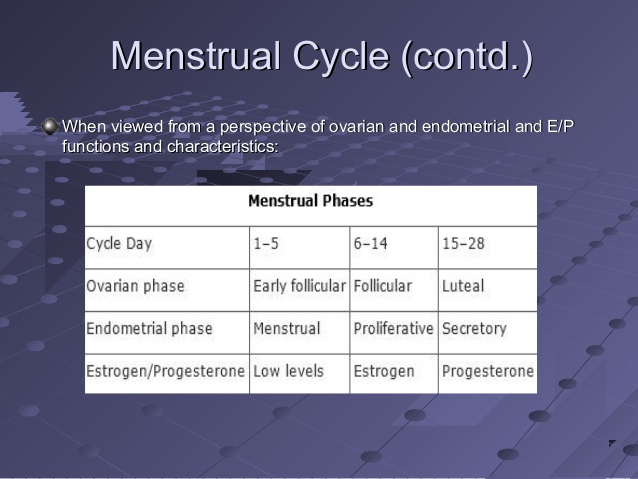 Menstrual Cycle (contd.)
When viewed from a perspective of ovarian and endometrial and E/P
functions and characteristics:
Menstrual Phases
Cycle Day 1–5 6–14 15–28
Ovarian phase Early follicular Follicular Luteal
Endometrial phase Menstrual Proliferative Secretory
Estrogen/Progesterone Low levels Estrogen Progesterone